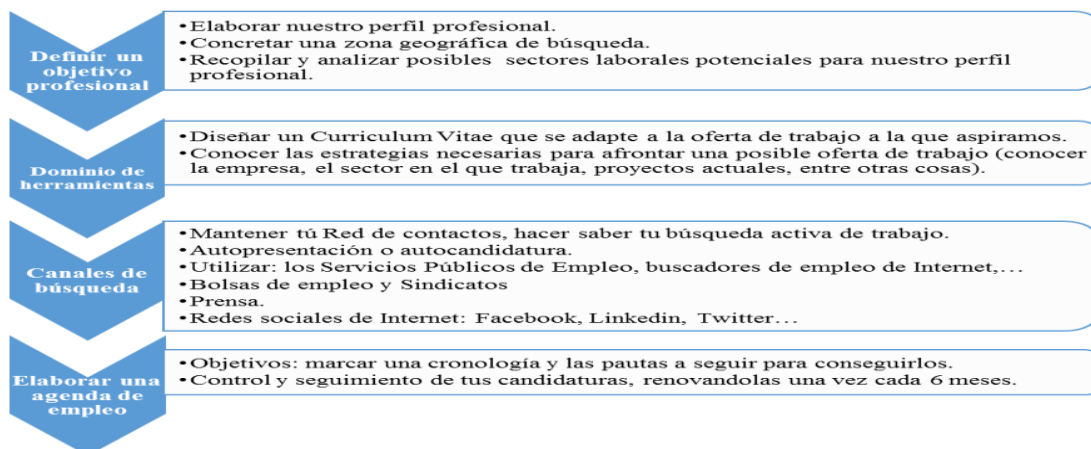 Definir un
objetivo
profesional
•Elaborar nuestro perfil profesional.
•Concretar una zona geográfica de búsqueda.
•Recopilar y analizar posibles sectores laborales potenciales para nuestro perfil
profesional.
Dominio de
herramientas
•Diseñar un Curriculum Vitae que se adapte a la oferta de trabajo a la que aspiramos.
•Conocer las estrategias necesarias para afrontar una posible oferta de trabajo (conocer
la empresa, el sector en el que trabaja, proyectos actuales, entre otras cosas).
Canales de
búsqueda
•Mantener tú Red de contactos, hacer saber tu búsqueda activa de trabajo.
•Autopresentación o autocandidatura.
•Utilizar: los Servicios Públicos de Empleo, buscadores de empleo de Internet,…
•Bolsas de empleo y Sindicatos
•Prensa.
•Redes sociales de Internet: Facebook, Linkedin, Twitter…
Elaborar una
agenda de
empleo
•Objetivos: marcar una cronología y las pautas a seguir para conseguirlos.
•Control y seguimiento de tus candidaturas, renovandolas una vez cada 6 meses.